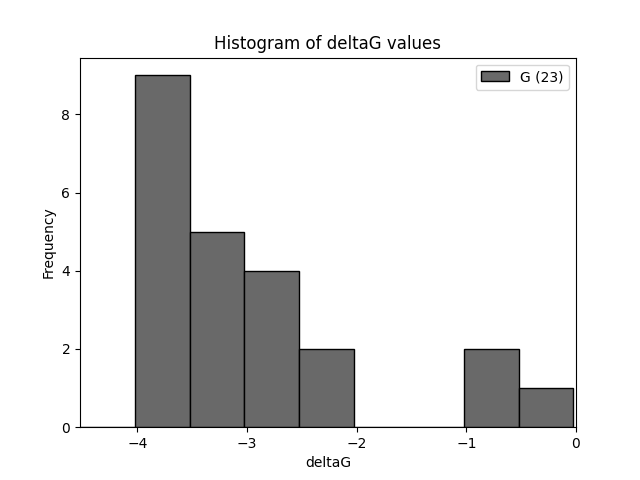 Histogram of deltaG values
G (23)
Frequency
8
6
4
2
0
−4
−3
−2
−1
0
deltaG